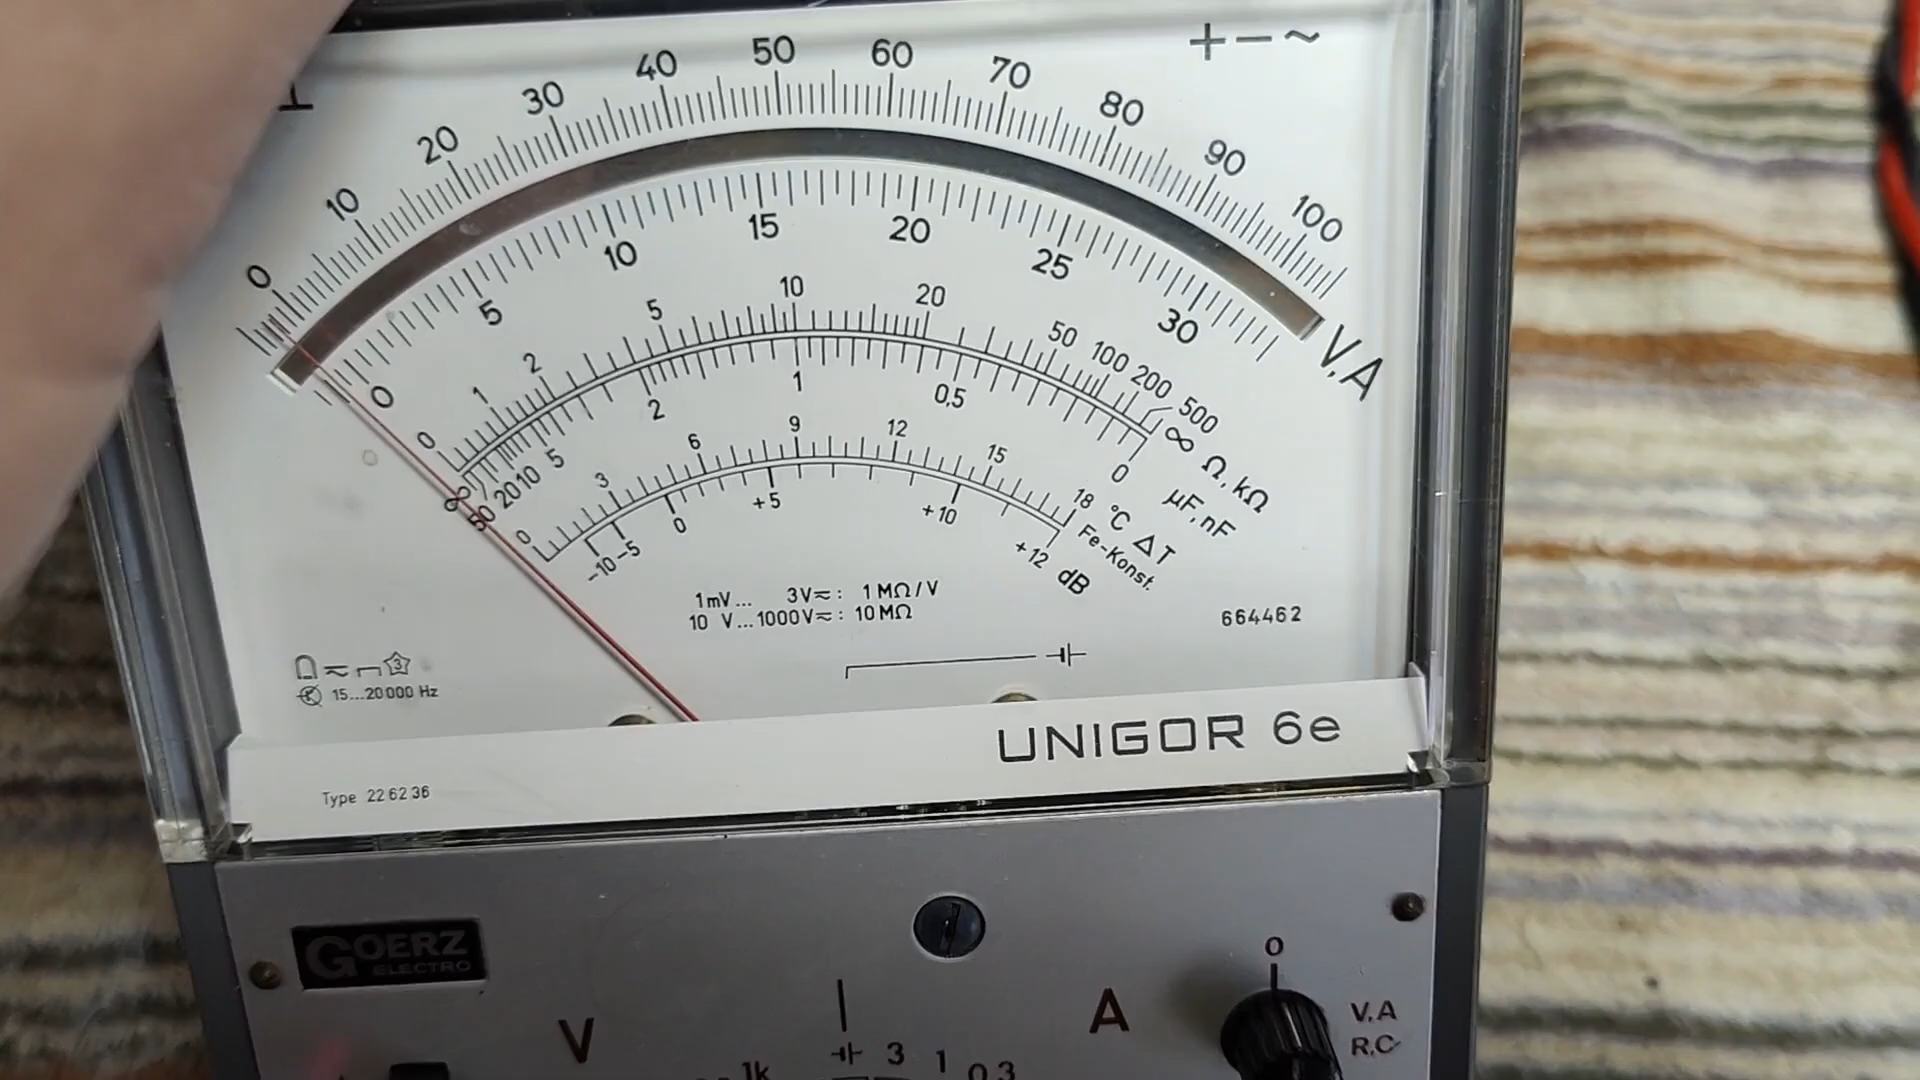 + − ~
0 10 20 30 40 50 60 70 80 90 100
0 5 10 15 20 25 30 V.A
0 1 2 5 10 20 50 100 200 500 ∞ Ω, kΩ
∞ 50 20 10 5 2 1 0,5 0 µF, nF
0 3 6 9 12 15 18 °C ΔT
Fe-Konst.
-10 -5 0 +5 +10 +12 dB
1mV... 3V≂: 1MΩ/V
10 V...1000V≂: 10MΩ
664462
3
15...20000 Hz
UNIGOR 6e
Type 226236
GOERZ
ELECTRO
0
V A V.A
R.C
1k 3 1 0.3